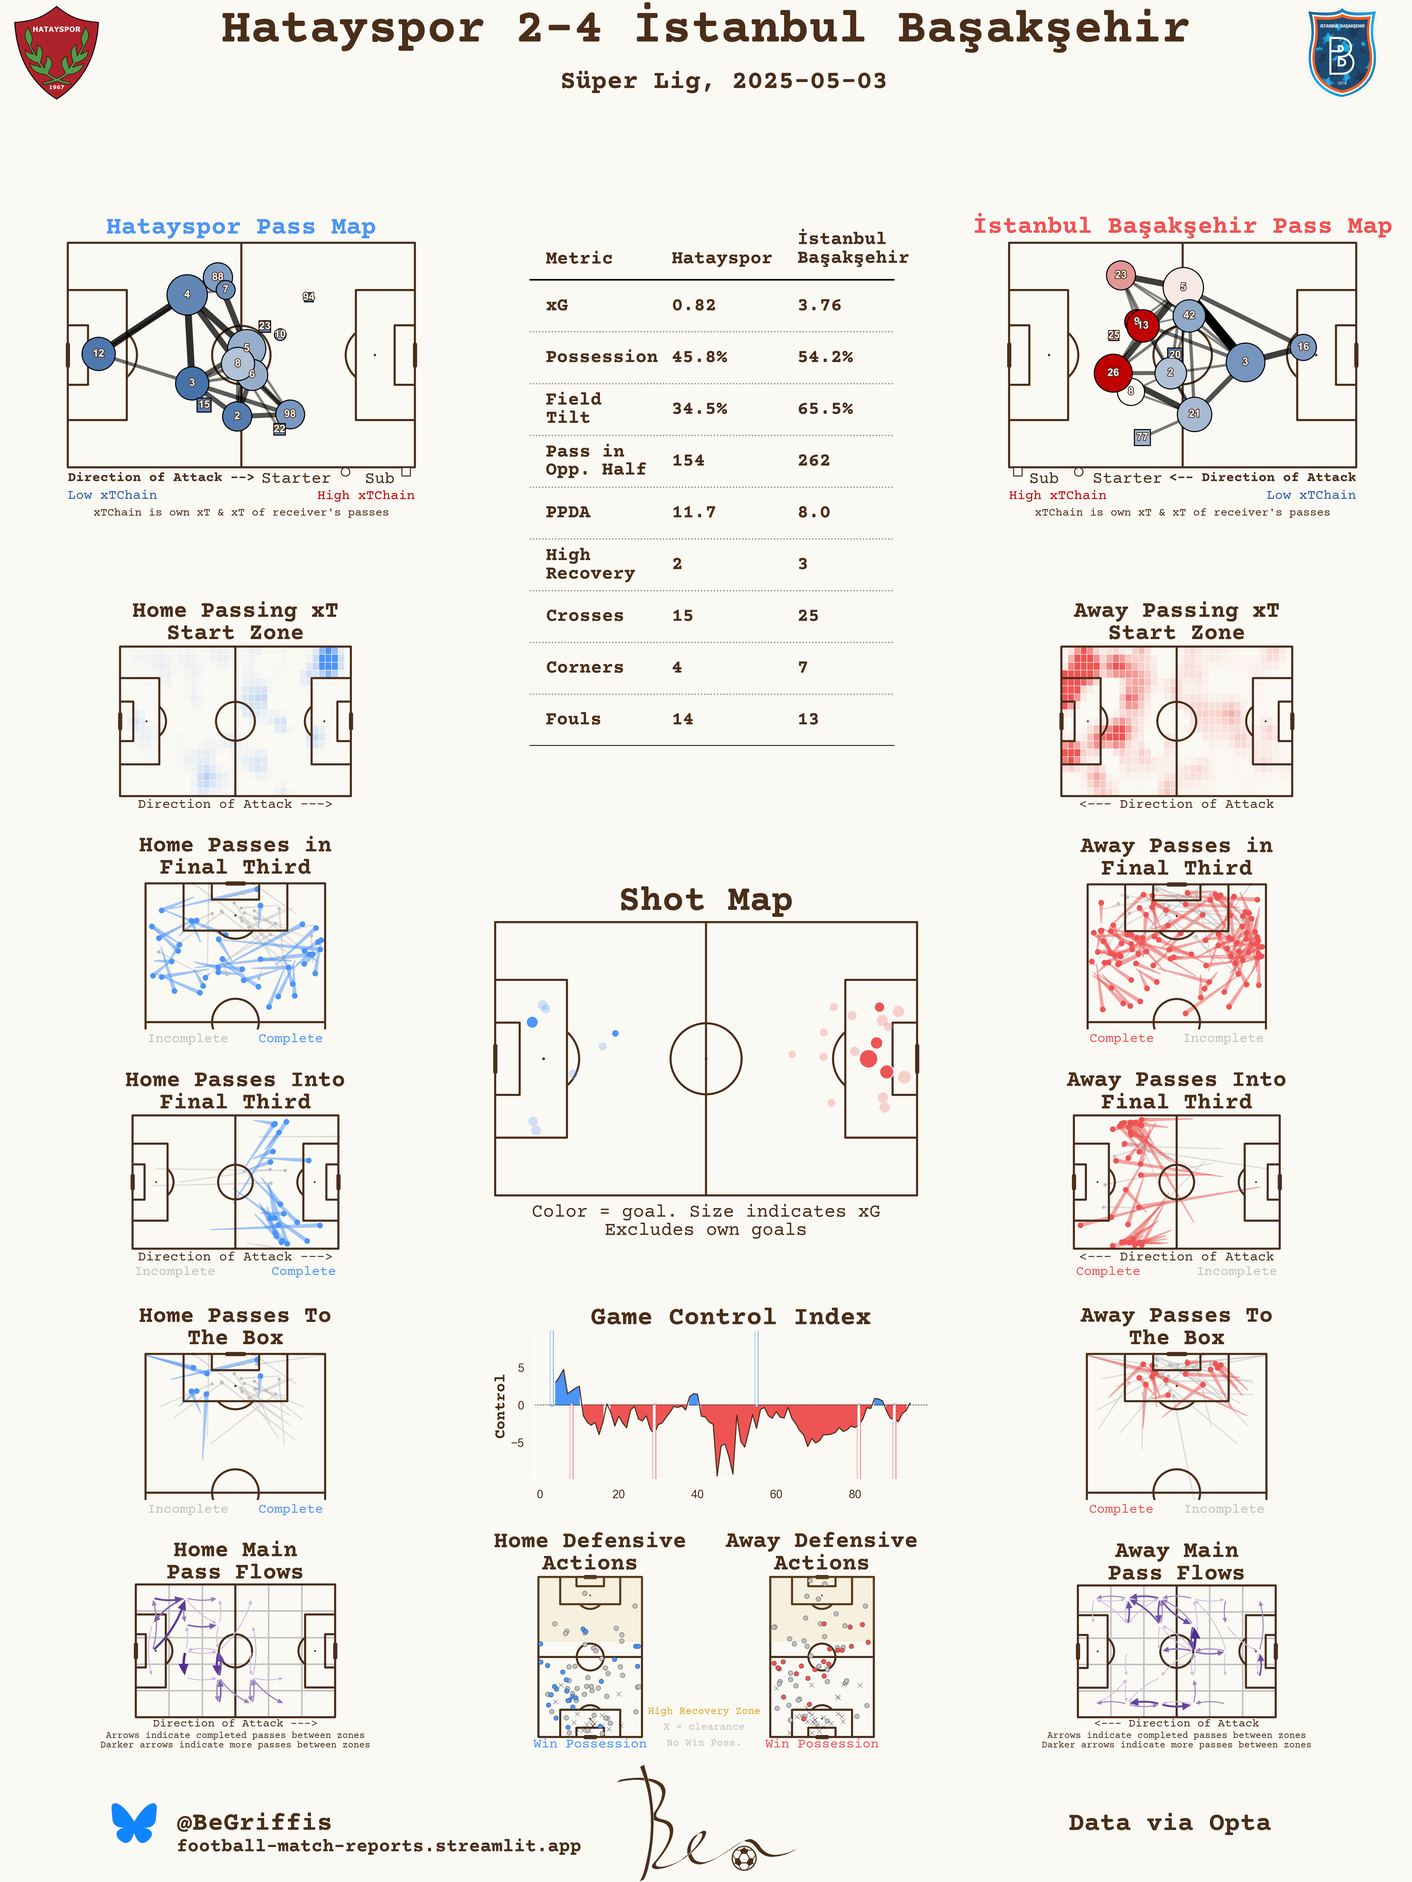 Hatayspor 2-4 İstanbul Başakşehir
Süper Lig, 2025-05-03
HATAYSPOR
1967
İSTANBUL BAŞAKŞEHİR
B
2014
Hatayspor Pass Map
88
4
7
94
23
10
12
5
8
6
3
15
2
98
22
Direction of Attack --> Starter Sub
Low xTChain High xTChain
xTChain is own xT & xT of receiver's passes
Metric Hatayspor İstanbul
Başakşehir
xG 0.82 3.76
Possession 45.8% 54.2%
Field
Tilt 34.5% 65.5%
Pass in
Opp. Half 154 262
PPDA 11.7 8.0
High
Recovery 2 3
Crosses 15 25
Corners 4 7
Fouls 14 13
İstanbul Başakşehir Pass Map
23
5
42
9
13
25
16
20
3
26
2
8
21
77
Sub Starter <-- Direction of Attack
High xTChain Low xTChain
xTChain is own xT & xT of receiver's passes
Home Passing xT
Start Zone
Direction of Attack --->
Away Passing xT
Start Zone
<--- Direction of Attack
Home Passes in
Final Third
Incomplete Complete
Away Passes in
Final Third
Complete Incomplete
Shot Map
Color = goal. Size indicates xG
Excludes own goals
Home Passes Into
Final Third
Direction of Attack --->
Incomplete Complete
Away Passes Into
Final Third
<--- Direction of Attack
Complete Incomplete
Home Passes To
The Box
Incomplete Complete
Game Control Index
Control
5
0
−5
0 20 40 60 80
Away Passes To
The Box
Complete Incomplete
Home Main
Pass Flows
Direction of Attack --->
Arrows indicate completed passes between zones
Darker arrows indicate more passes between zones
Home Defensive
Actions
Win Possession
Away Defensive
Actions
Win Possession
High Recovery Zone
X = clearance
No Win Poss.
Away Main
Pass Flows
<--- Direction of Attack
Arrows indicate completed passes between zones
Darker arrows indicate more passes between zones
@BeGriffis
football-match-reports.streamlit.app
Ben
Data via Opta